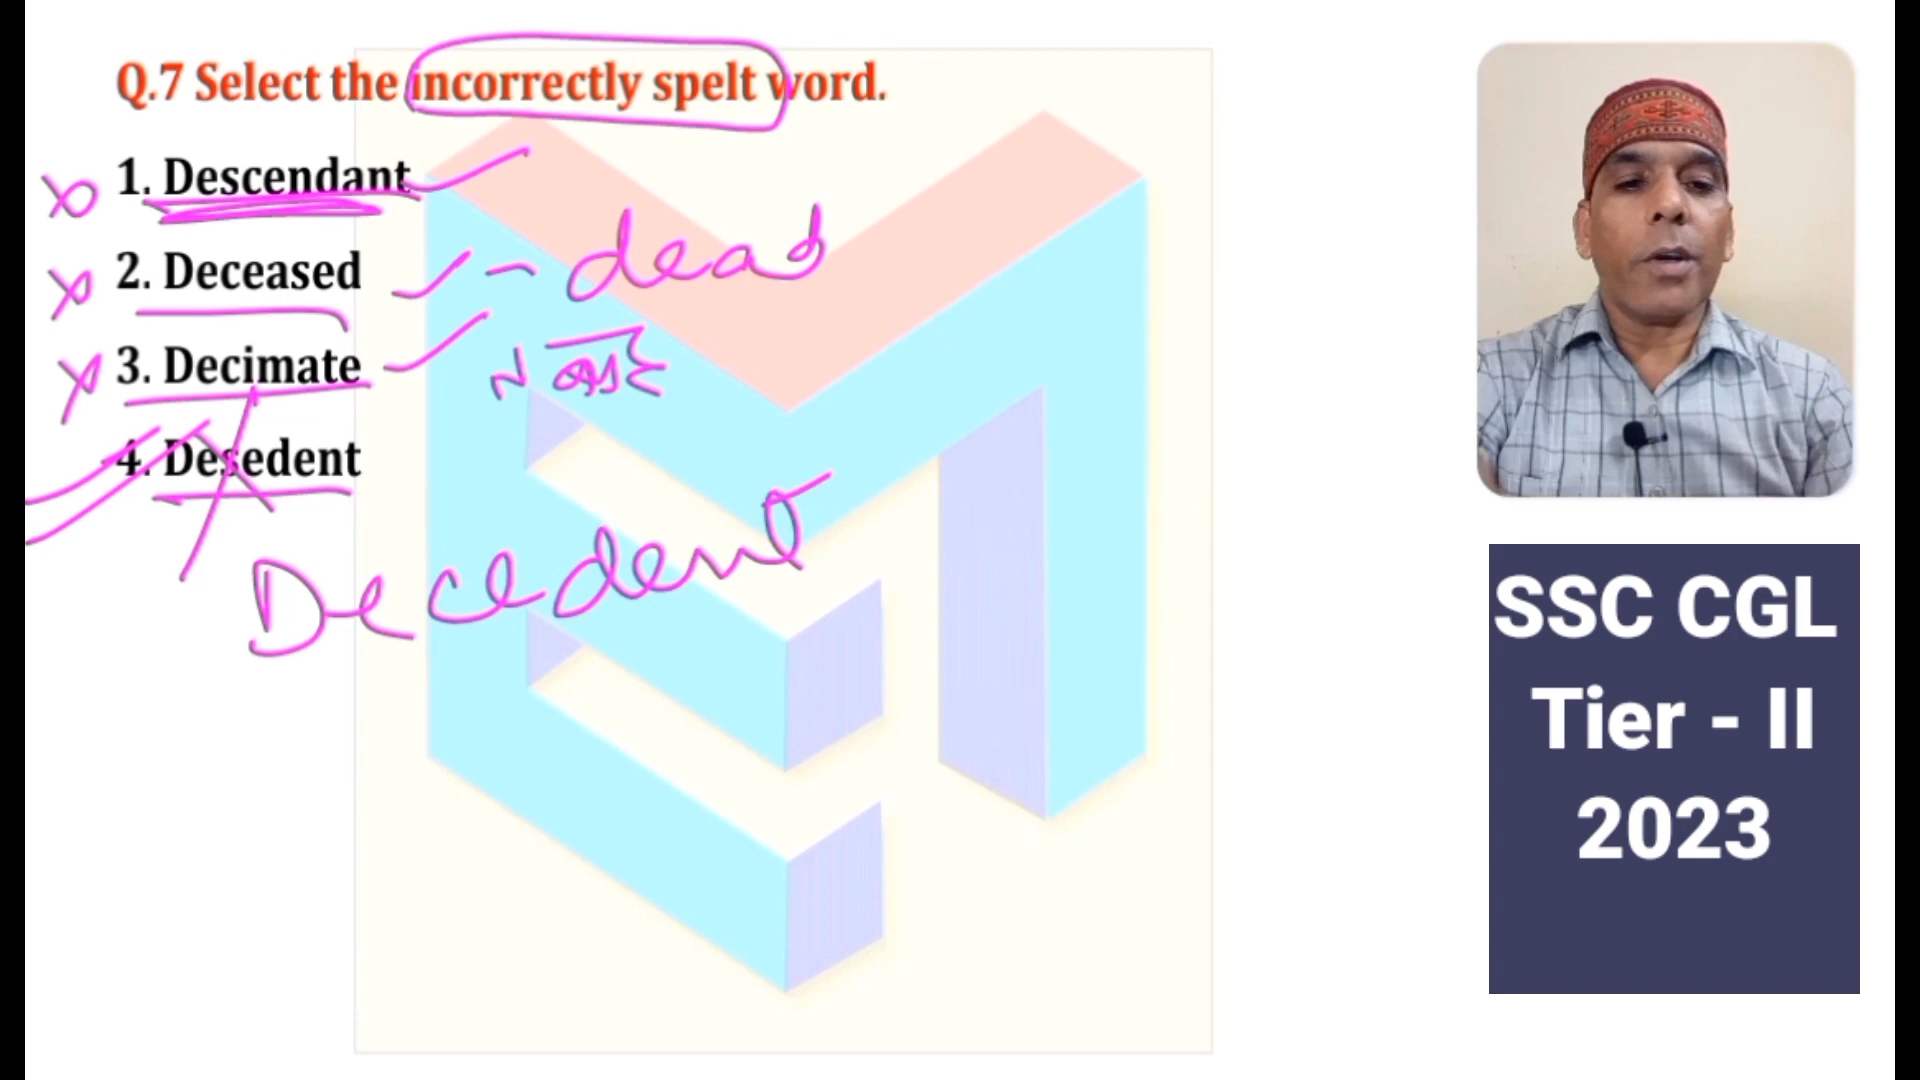 Q.7 Select the incorrectly spelt word.
1. Descendant
2. Deceased - dead
3. Decimate
4. Desedent
Decedent
SSC CGL
Tier - II
2023